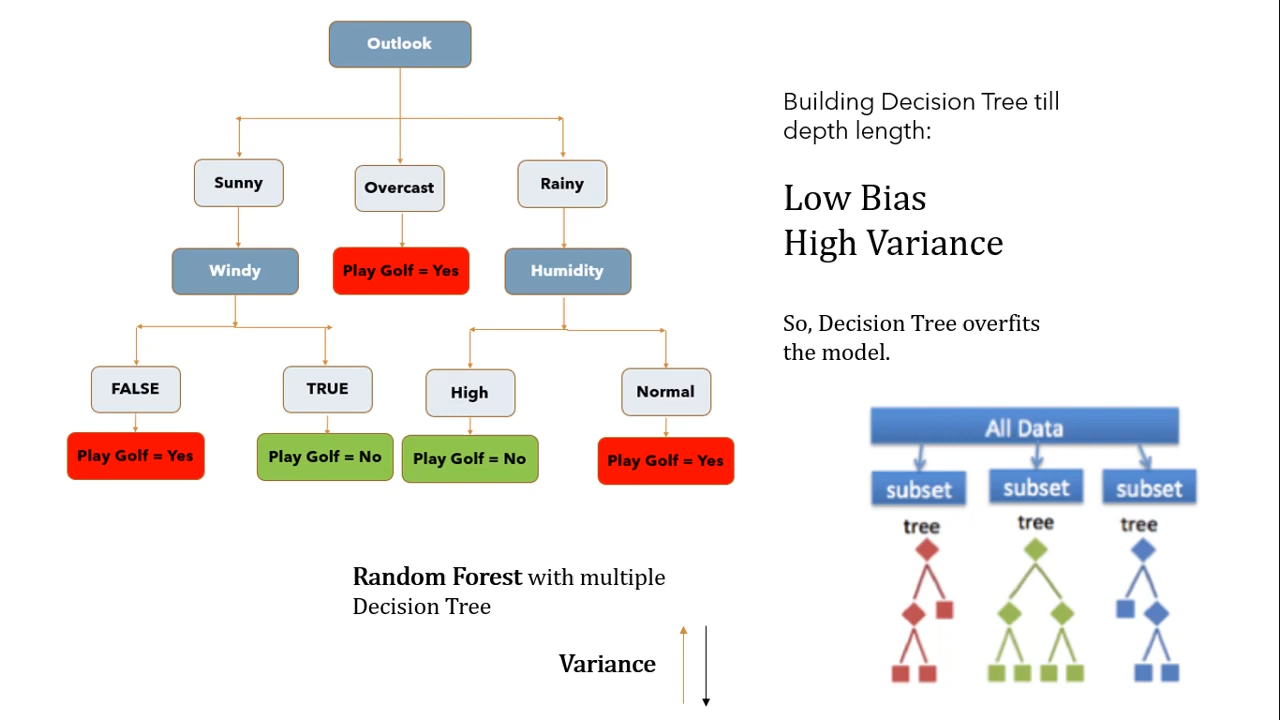 Outlook
Sunny
Overcast
Rainy
Windy
Play Golf = Yes
Humidity
FALSE
TRUE
High
Normal
Play Golf = Yes
Play Golf = No
Play Golf = No
Play Golf = Yes
Building Decision Tree till
depth length:
Low Bias
High Variance
So, Decision Tree overfits
the model.
All Data
subset
subset
subset
tree
tree
tree
Random Forest with multiple
Decision Tree
Variance